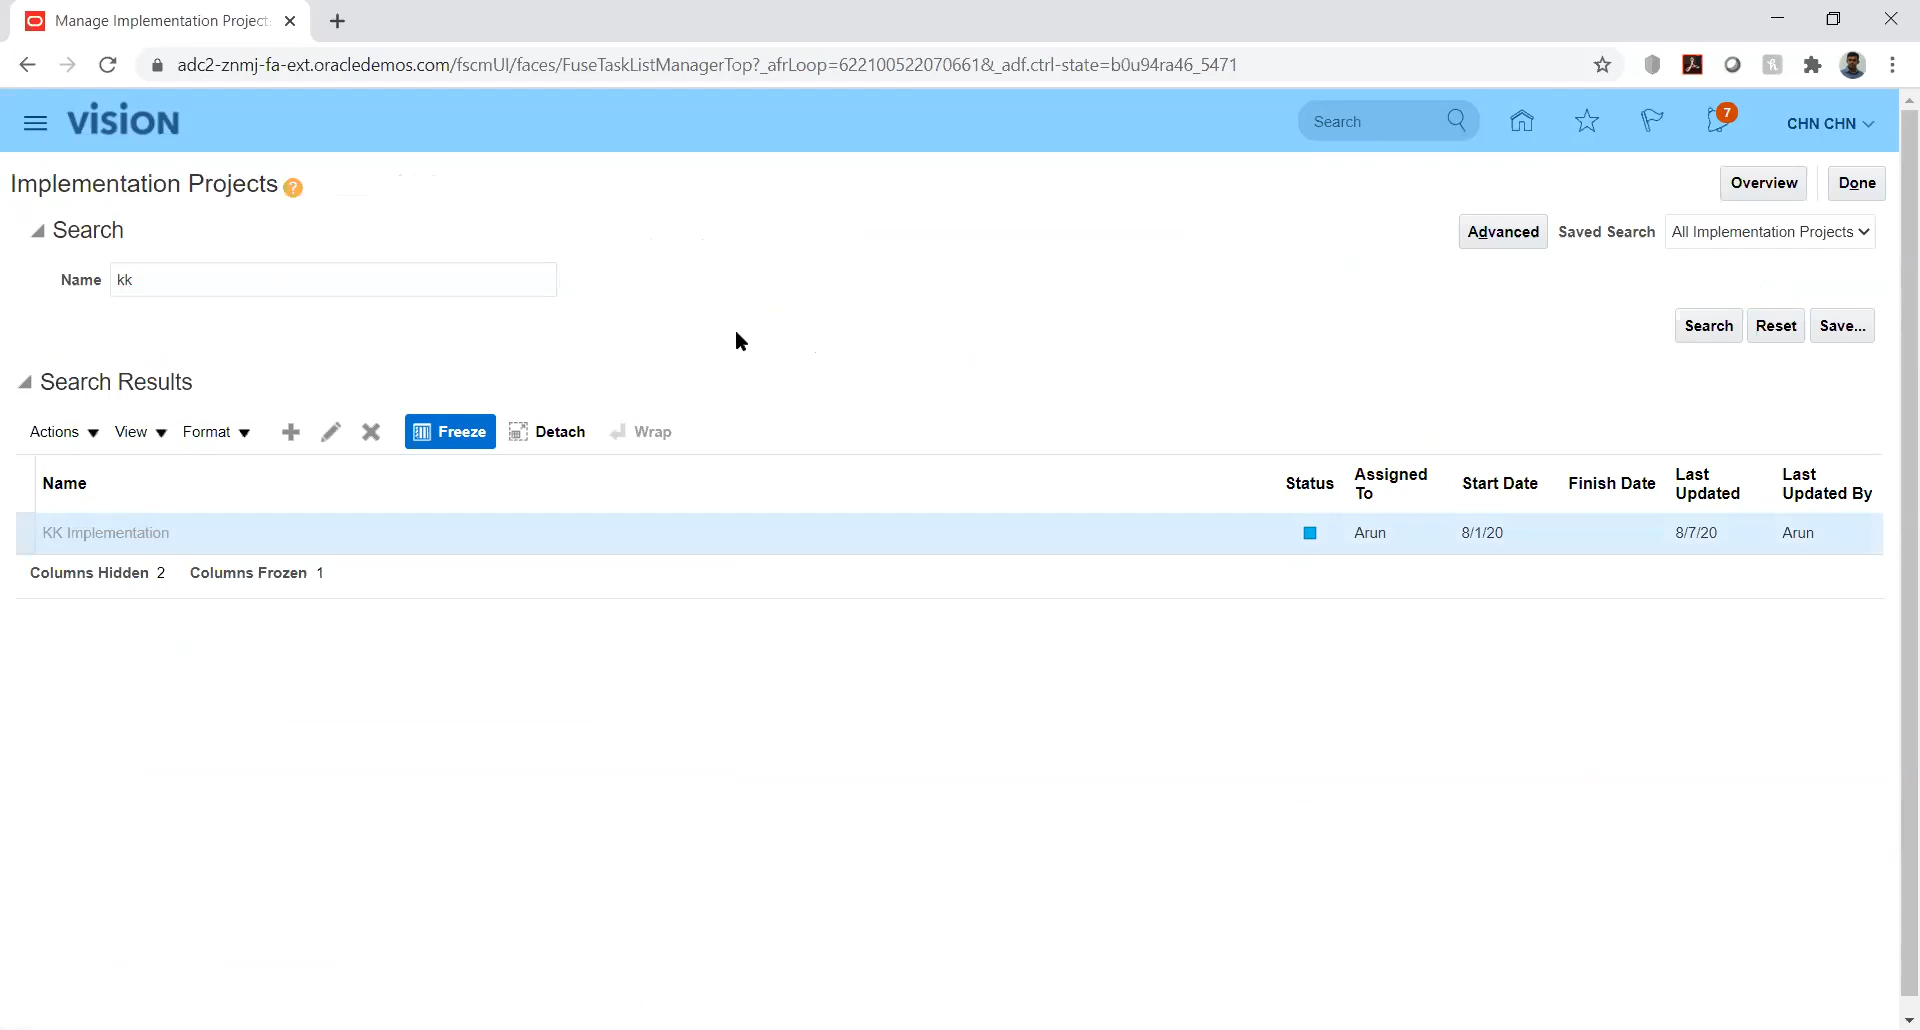 Manage Implementation Project
adc2-znmj-fa-ext.oracledemos.com/fscmUI/faces/FuseTaskListManagerTop?_afrLoop=622100522070661&_adf.ctrl-state=b0u94ra46_5471
vision
Search
7
CHN CHN
Implementation Projects ?
Overview
Done
Search
Advanced
Saved Search
All Implementation Projects
Name
kk
Search
Reset
Save...
Search Results
Actions
View
Format
Freeze
Detach
Wrap
Name
Status
Assigned To
Start Date
Finish Date
Last Updated
Last Updated By
KK Implementation
Arun
8/1/20
8/7/20
Arun
Columns Hidden 2
Columns Frozen 1